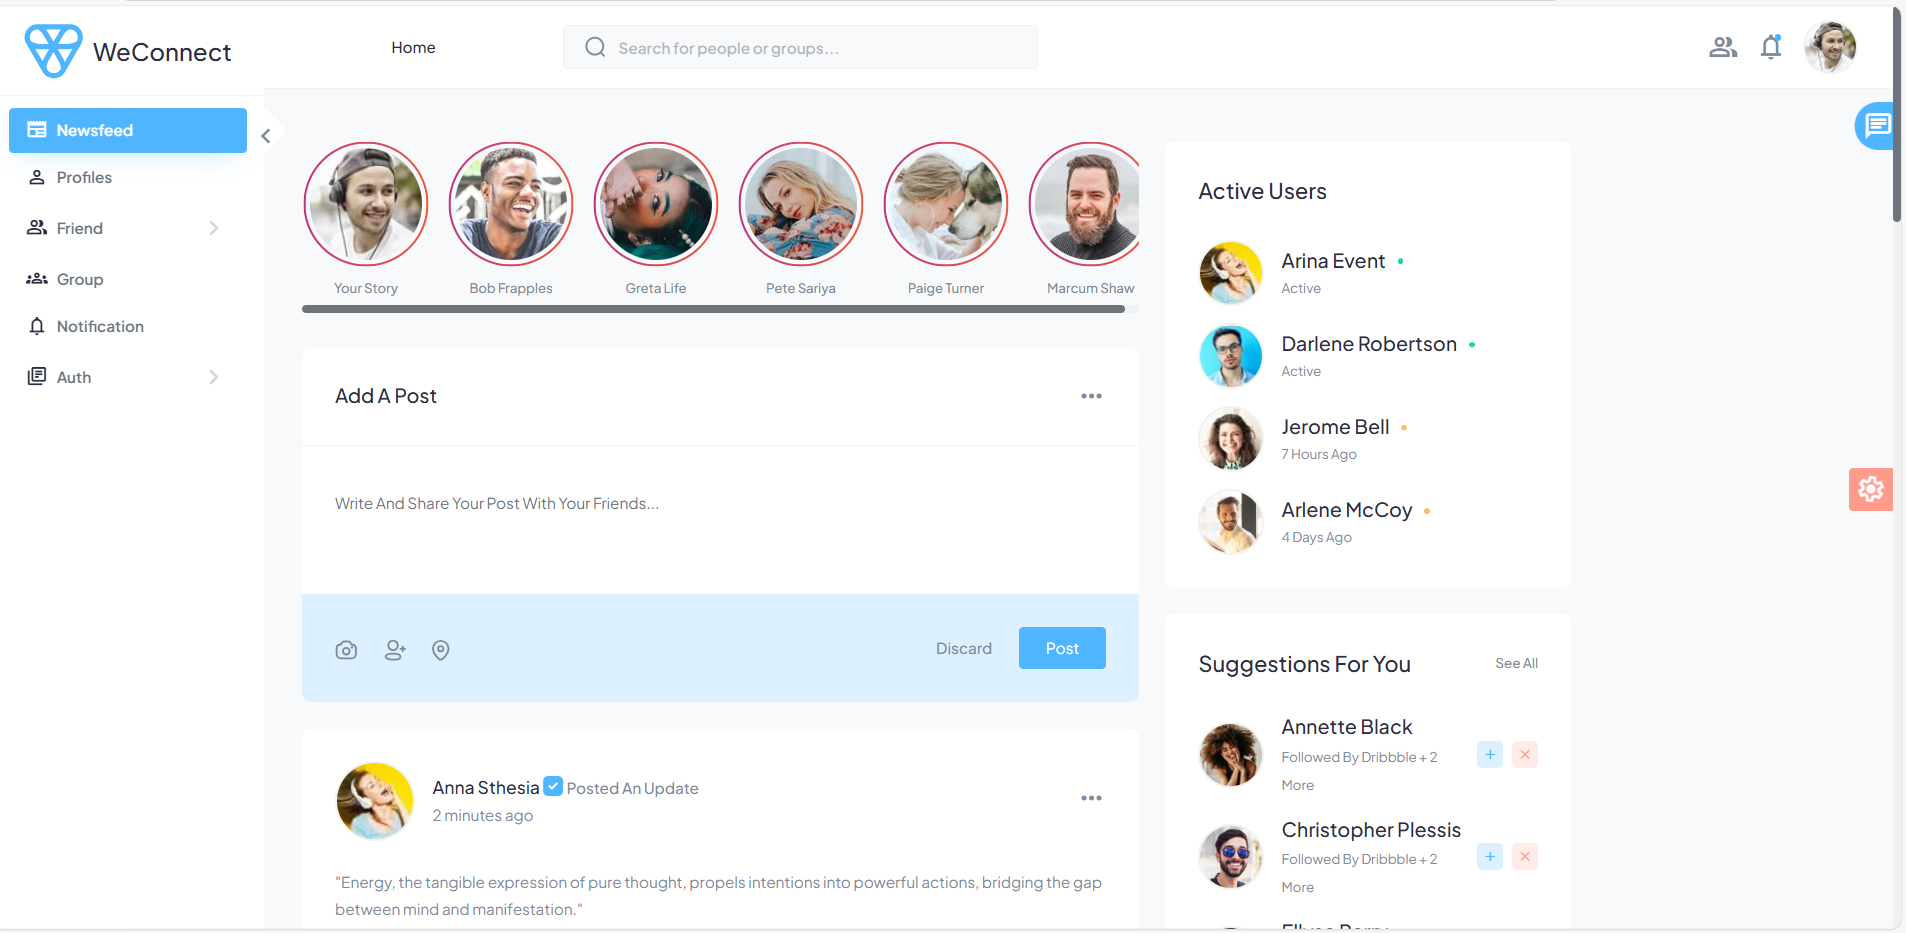 WeConnect
Home
Search for people or groups...
Newsfeed
Profiles
Friend
Group
Notification
Auth
Your Story
Bob Frapples
Greta Life
Pete Sariya
Paige Turner
Marcum Shaw
Add A Post
Write And Share Your Post With Your Friends...
Discard
Post
Anna Sthesia Posted An Update
2 minutes ago
"Energy, the tangible expression of pure thought, propels intentions into powerful actions, bridging the gap
between mind and manifestation."
Active Users
Arina Event
Active
Darlene Robertson
Active
Jerome Bell
7 Hours Ago
Arlene McCoy
4 Days Ago
Suggestions For You
See All
Annette Black
Followed By Dribbble + 2
More
Christopher Plessis
Followed By Dribbble + 2
More